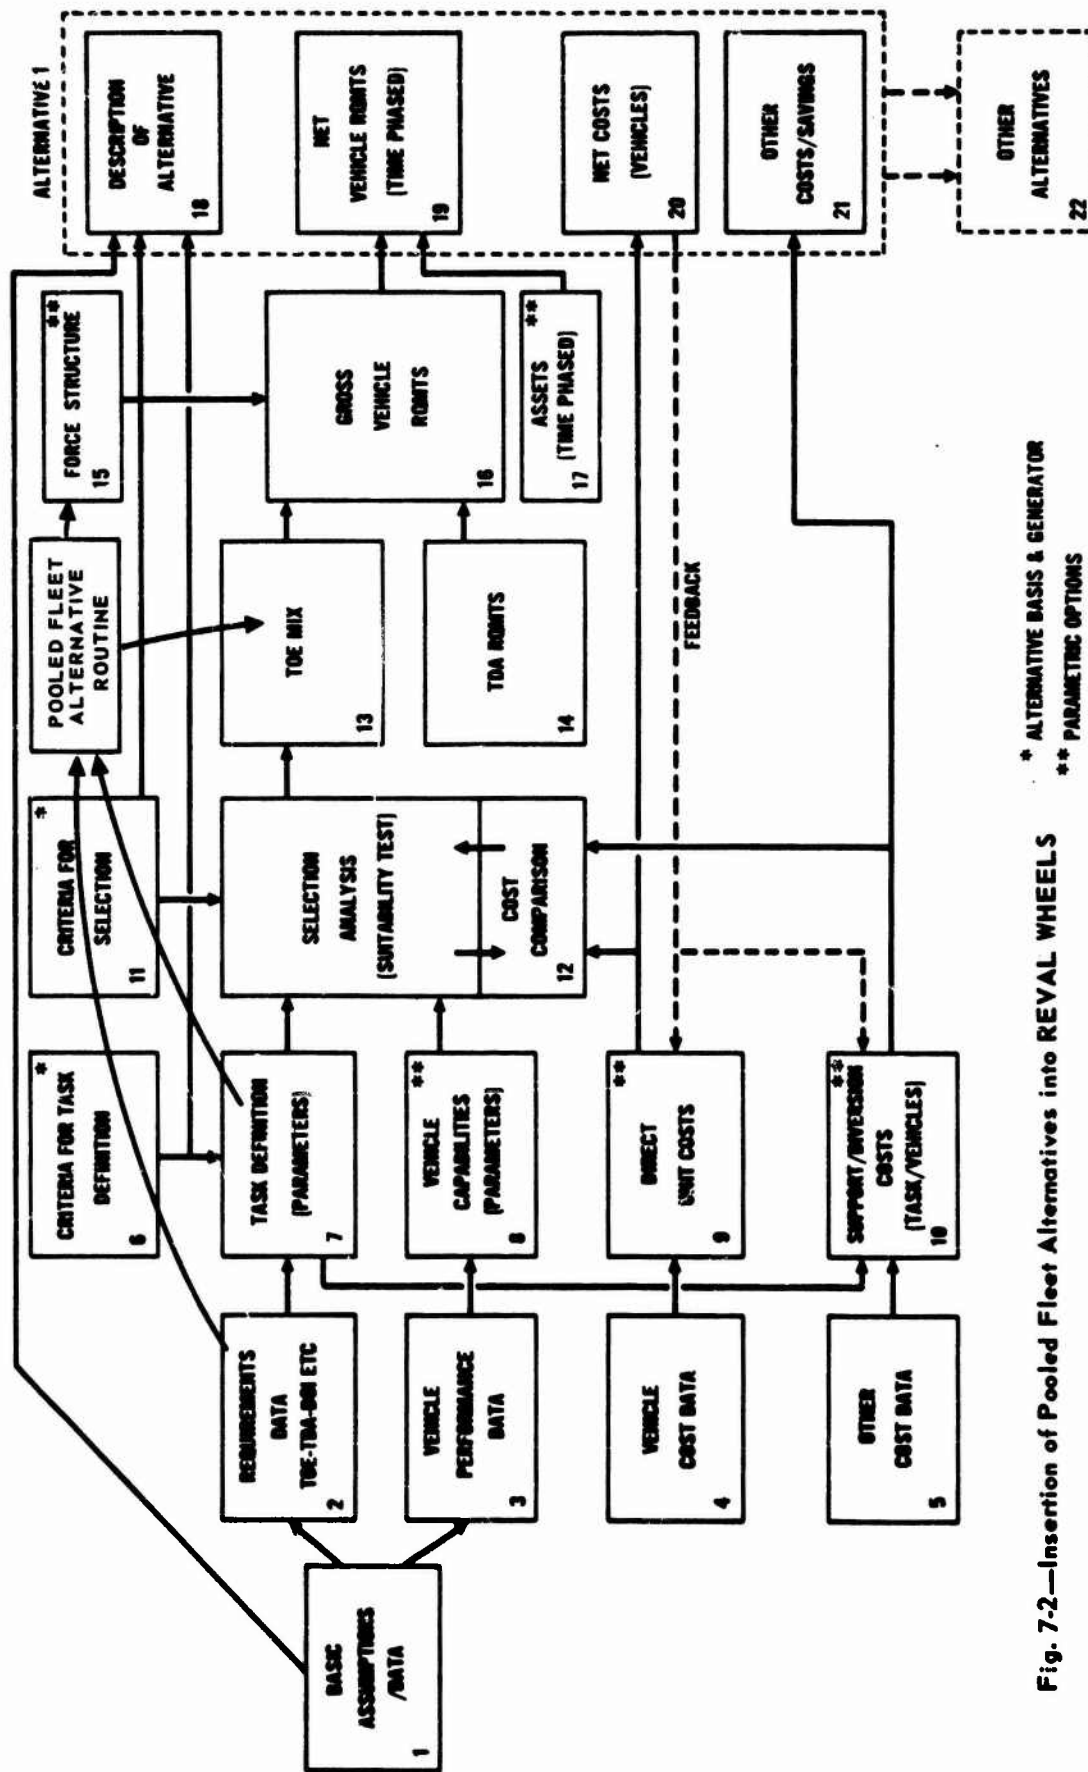 BASIC
ASSUMPTIONS
/DATA
1
REQUIREMENTS
DATA
TOE-TDA-BOI ETC
2
VEHICLE
PERFORMANCE
DATA
3
VEHICLE
COST DATA
4
OTHER
COST DATA
5
*
CRITERIA FOR TASK
DEFINITION
6
TASK DEFINITION
(PARAMETERS)
7
**
VEHICLE
CAPABILITIES
(PARAMETERS)
8
**
DIRECT
UNIT COSTS
9
**
SUPPORT/DIVERSION
COSTS
(TASK/VEHICLES)
10
*
CRITERIA FOR
SELECTION
11
SELECTION
ANALYSIS
(SUITABILITY TEST)
COST
COMPARISON
12
POOLED FLEET
ALTERNATIVE
ROUTINE
TOE MIX
13
TDA RQMTS
14
**
FORCE STRUCTURE
15
GROSS
VEHICLE
RQMTS
16
**
ASSETS
(TIME PHASED)
17
FEEDBACK
ALTERNATIVE 1
DESCRIPTION
OF
ALTERNATIVE
18
NET
VEHICLE RQMTS
(TIME PHASED)
19
NET COSTS
(VEHICLES)
20
OTHER
COSTS/SAVINGS
21
OTHER
ALTERNATIVES
22
* ALTERNATIVE BASIS & GENERATOR
** PARAMETRIC OPTIONS
Fig. 7-2—Insertion of Pooled Fleet Alternatives into REVAL WHEELS